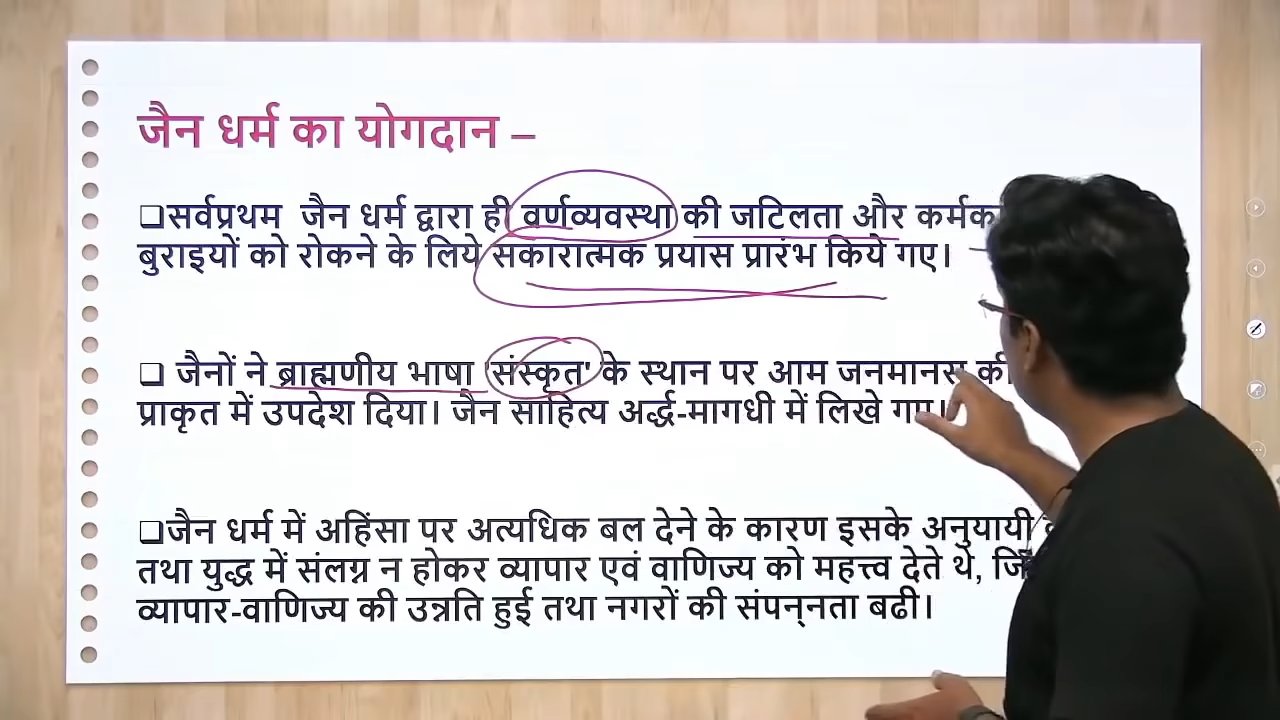 जैन धर्म का योगदान –
सर्वप्रथम जैन धर्म द्वारा ही वर्णव्यवस्था की जटिलता और
बुराइयों को रोकने के लिये सकारात्मक प्रयास प्रारंभ किये गए।
जैनों ने ब्राह्मणीय भाषा 'संस्कृत' के स्थान पर आम जनमानस की
प्राकृत में उपदेश दिया। जैन साहित्य अर्द्ध-मागधी में लिखे गए।
जैन धर्म में अहिंसा पर अत्यधिक बल देने के कारण इसके अनुयायी
तथा युद्ध में संलग्न न होकर व्यापार एवं वाणिज्य को महत्त्व देते थे,
व्यापार-वाणिज्य की उन्नति हुई तथा नगरों की संपन्‌नता बढी।